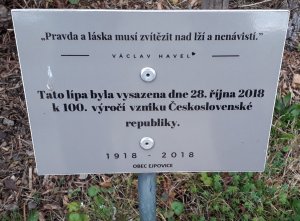 „Pravda a láska musí zvítězit nad lží a nenávistí.”
VÁCLAV HAVEL
Tato lípa byla vysazena dne 28. října 2018
k 100. výročí vzniku Československé
republiky.
1918 - 2018
OBEC EJPOVICE